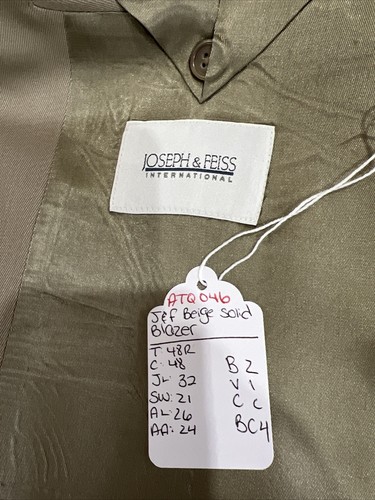 JOSEPH & FEISS
INTERNATIONAL
ATQ046
J&F Beige Solid
Blazer
T: 48R
C: 48
JL: 32
SW: 21
AL: 26
AA: 24
B 2
V 1
C C
BC4